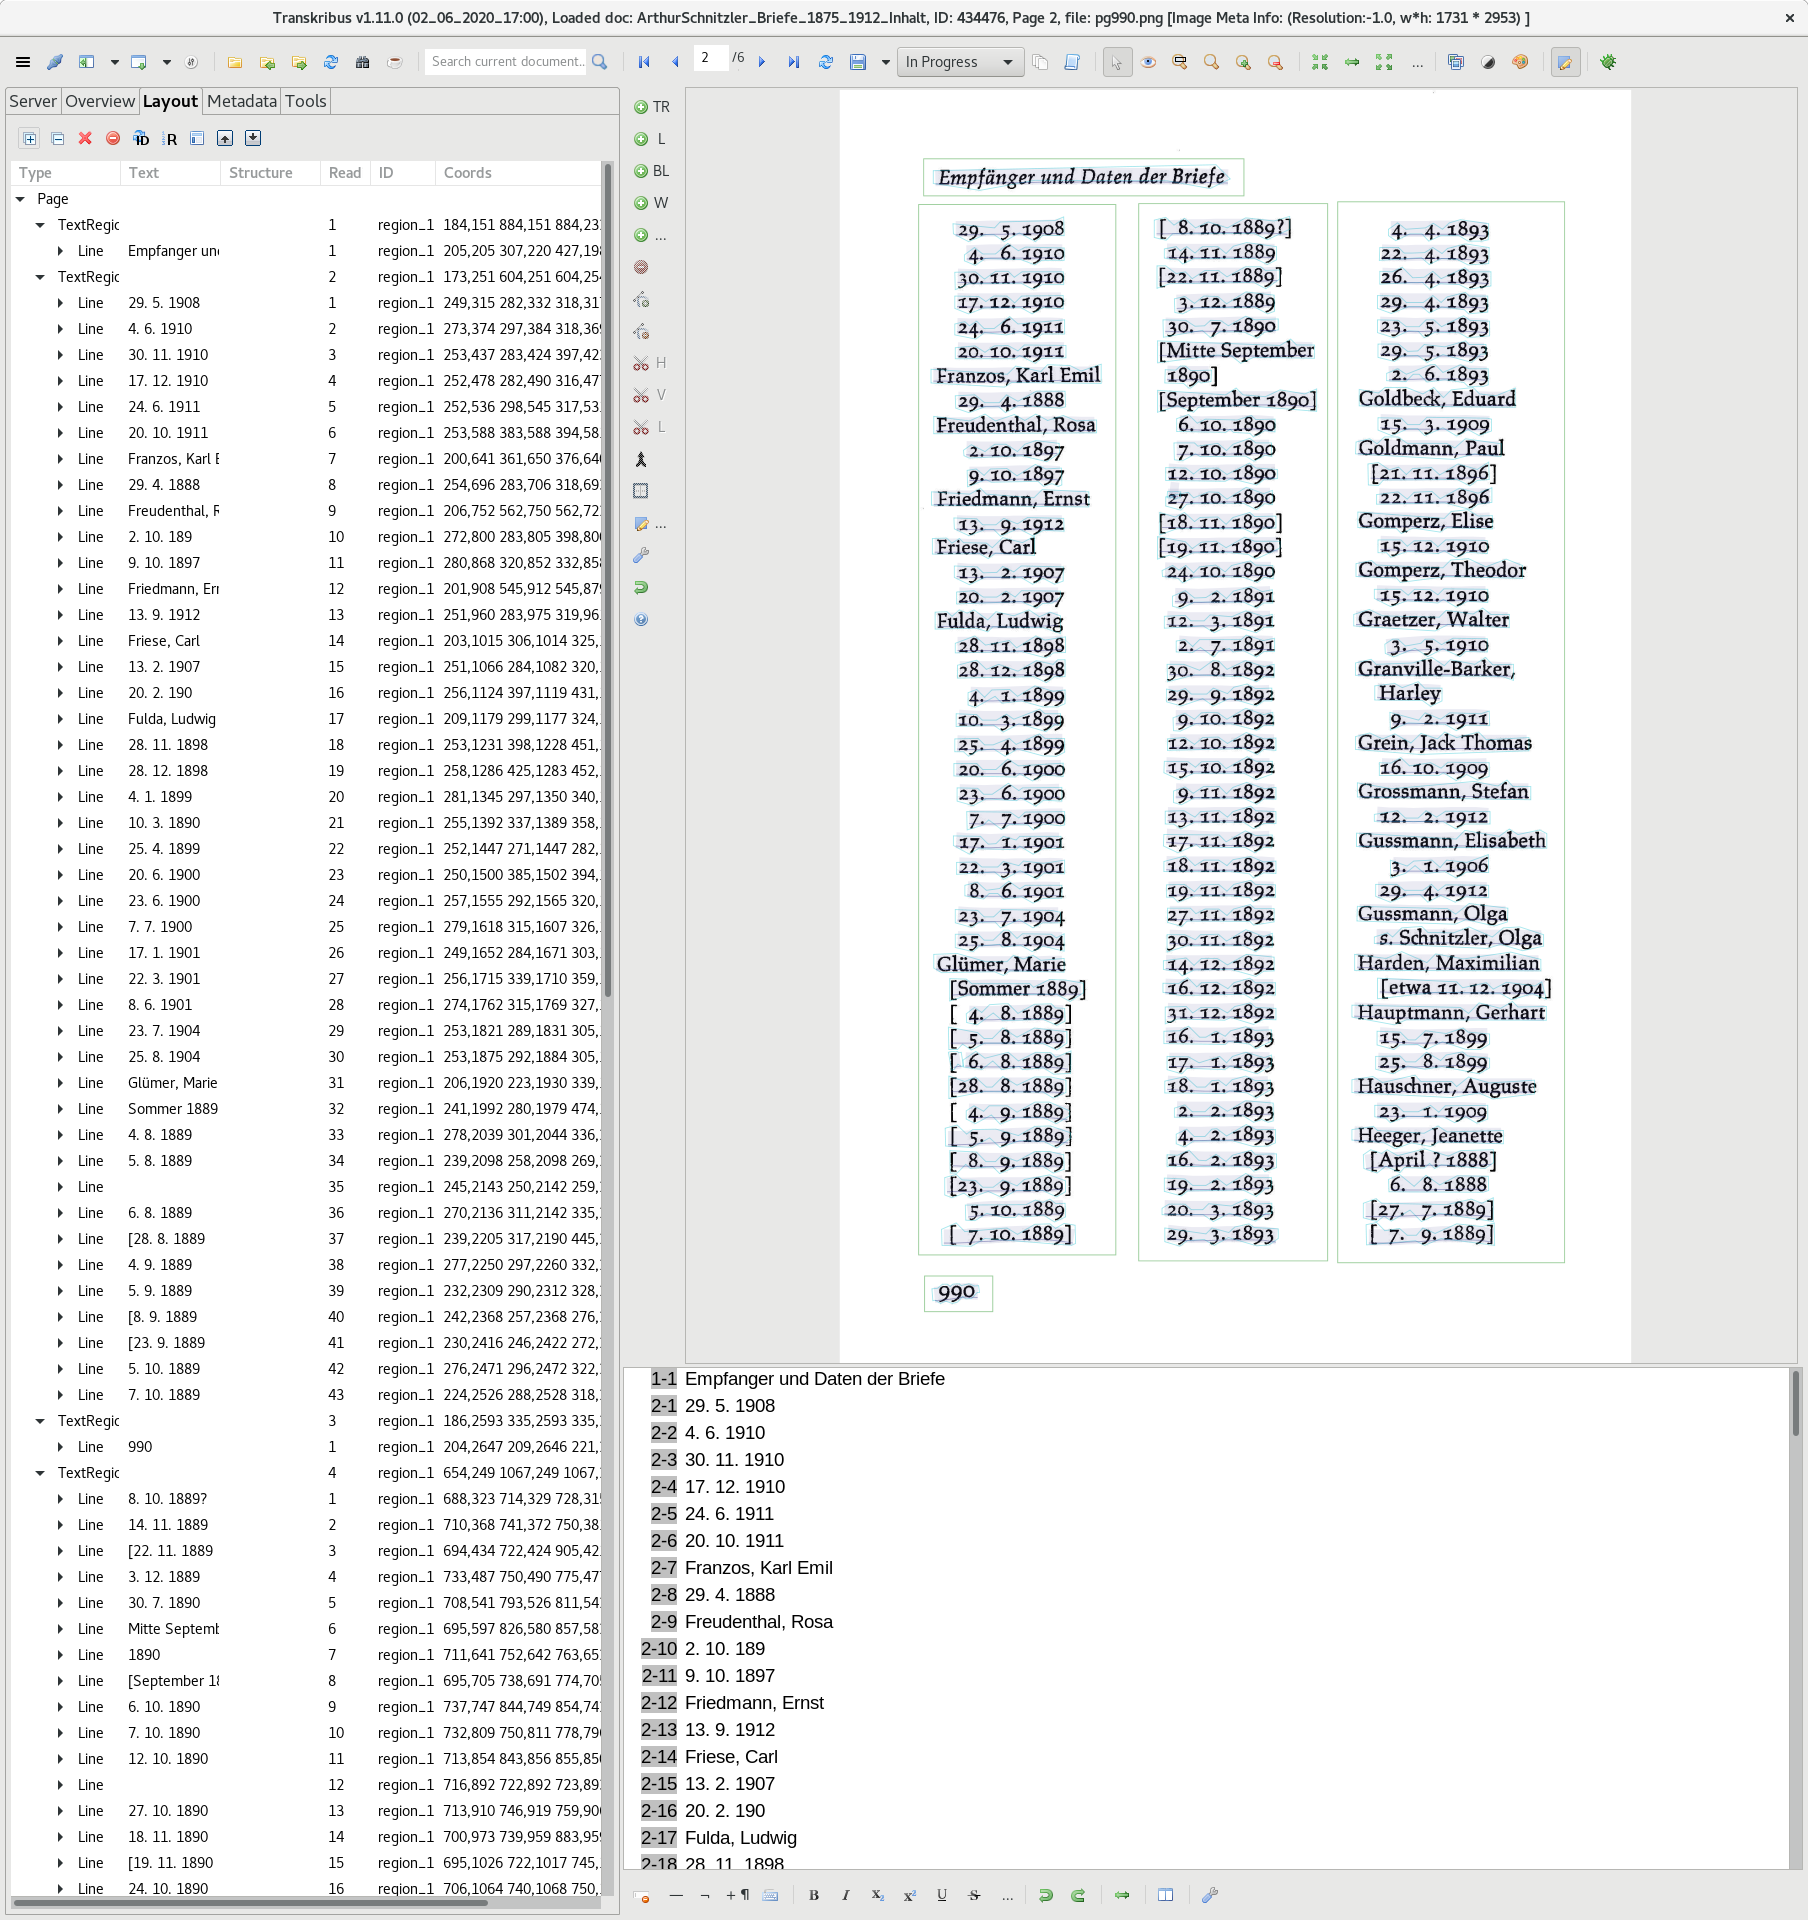 Transkribus v1.11.0 (02_06_2020_17:00), Loaded doc: ArthurSchnitzler_Briefe_1875_1912_Inhalt, ID: 434476, Page 2, file: pg990.png [Image Meta Info: (Resolution:-1.0, w*h: 1731 * 2953) ]
Search current document... 2 /6 In Progress ...
Server Overview Layout Metadata Tools
Type Text Structure Read ID Coords
Page
TextRegic 1 region_1 184,151 884,151 884,23
Line Empfanger un 1 region_1 205,205 307,220 427,19
TextRegic 2 region_1 173,251 604,251 604,25
Line 29. 5. 1908 1 region_1 249,315 282,332 318,31
Line 4. 6. 1910 2 region_1 273,374 297,384 318,36
Line 30. 11. 1910 3 region_1 253,437 283,424 397,42
Line 17. 12. 1910 4 region_1 252,478 282,490 316,47
Line 24. 6. 1911 5 region_1 252,536 298,545 317,53
Line 20. 10. 1911 6 region_1 253,588 383,588 394,58
Line Franzos, Karl E 7 region_1 200,641 361,650 376,64
Line 29. 4. 1888 8 region_1 254,696 283,706 318,69
Line Freudenthal, R 9 region_1 206,752 562,750 562,72
Line 2. 10. 189 10 region_1 272,800 283,805 398,80
Line 9. 10. 1897 11 region_1 280,868 320,852 332,85
Line Friedmann, Er 12 region_1 201,908 545,912 545,87
Line 13. 9. 1912 13 region_1 251,960 283,975 319,96
Line Friese, Carl 14 region_1 203,1015 306,1014 325,
Line 13. 2. 1907 15 region_1 251,1066 284,1082 320,
Line 20. 2. 190 16 region_1 256,1124 397,1119 431,
Line Fulda, Ludwig 17 region_1 209,1179 299,1177 324,
Line 28. 11. 1898 18 region_1 253,1231 398,1228 451,
Line 28. 12. 1898 19 region_1 258,1286 425,1283 452,
Line 4. 1. 1899 20 region_1 281,1345 297,1350 340,
Line 10. 3. 1890 21 region_1 255,1392 337,1389 358,
Line 25. 4. 1899 22 region_1 252,1447 271,1447 282,
Line 20. 6. 1900 23 region_1 250,1500 385,1502 394,
Line 23. 6. 1900 24 region_1 257,1555 292,1565 320,
Line 7. 7. 1900 25 region_1 279,1618 315,1607 326,
Line 17. 1. 1901 26 region_1 249,1652 284,1671 303,
Line 22. 3. 1901 27 region_1 256,1715 339,1710 359,
Line 8. 6. 1901 28 region_1 274,1762 315,1769 327,
Line 23. 7. 1904 29 region_1 253,1821 289,1831 305,
Line 25. 8. 1904 30 region_1 253,1875 292,1884 305,
Line Glümer, Marie 31 region_1 206,1920 223,1930 339,
Line Sommer 1889 32 region_1 241,1992 280,1979 474,
Line 4. 8. 1889 33 region_1 278,2039 301,2044 336,
Line 5. 8. 1889 34 region_1 239,2098 258,2098 269,
Line 35 region_1 245,2143 250,2142 259,
Line 6. 8. 1889 36 region_1 270,2136 311,2142 335,
Line [28. 8. 1889 37 region_1 239,2205 317,2190 445,
Line 4. 9. 1889 38 region_1 277,2250 297,2260 332,
Line 5. 9. 1889 39 region_1 232,2309 290,2312 328,
Line [8. 9. 1889 40 region_1 242,2368 257,2368 276,
Line [23. 9. 1889 41 region_1 230,2416 246,2422 272,
Line 5. 10. 1889 42 region_1 276,2471 296,2472 322,
Line 7. 10. 1889 43 region_1 224,2526 288,2528 318,
TextRegic 3 region_1 186,2593 335,2593 335,
Line 990 1 region_1 204,2647 209,2646 221,
TextRegic 4 region_1 654,249 1067,249 1067,
Line 8. 10. 1889? 1 region_1 688,323 714,329 728,31
Line 14. 11. 1889 2 region_1 710,368 741,372 750,38
Line [22. 11. 1889 3 region_1 694,434 722,424 905,42
Line 3. 12. 1889 4 region_1 733,487 750,490 775,47
Line 30. 7. 1890 5 region_1 708,541 793,526 811,54
Line Mitte Septemb 6 region_1 695,597 826,580 857,58
Line 1890 7 region_1 711,641 752,642 763,65
Line [September 18 8 region_1 695,705 738,691 774,70
Line 6. 10. 1890 9 region_1 737,747 844,749 854,74
Line 7. 10. 1890 10 region_1 732,809 750,811 778,79
Line 12. 10. 1890 11 region_1 713,854 843,856 855,85
Line 12 region_1 716,892 722,892 723,89
Line 27. 10. 1890 13 region_1 713,910 746,919 759,90
Line 18. 11. 1890 14 region_1 700,973 739,959 883,95
Line [19. 11. 1890 15 region_1 695,1026 722,1017 745,
Line 24. 10. 1890 16 region_1 706,1064 740,1068 750,
TR
L
BL
W
...
H
V
L
...
Empfänger und Daten der Briefe
29. 5. 1908
4. 6. 1910
30. 11. 1910
17. 12. 1910
24. 6. 1911
20. 10. 1911
Franzos, Karl Emil
29. 4. 1888
Freudenthal, Rosa
2. 10. 1897
9. 10. 1897
Friedmann, Ernst
13. 9. 1912
Friese, Carl
13. 2. 1907
20. 2. 1907
Fulda, Ludwig
28. 11. 1898
28. 12. 1898
4. 1. 1899
10. 3. 1899
25. 4. 1899
20. 6. 1900
23. 6. 1900
7. 7. 1900
17. 1. 1901
22. 3. 1901
8. 6. 1901
23. 7. 1904
25. 8. 1904
Glümer, Marie
[Sommer 1889]
[ 4. 8. 1889]
[ 5. 8. 1889]
[ 6. 8. 1889]
[28. 8. 1889]
[ 4. 9. 1889]
[ 5. 9. 1889]
[ 8. 9. 1889]
[23. 9. 1889]
5. 10. 1889
[ 7. 10. 1889]
[ 8. 10. 1889?]
14. 11. 1889
[22. 11. 1889]
3. 12. 1889
30. 7. 1890
[Mitte September
1890]
[September 1890]
6. 10. 1890
7. 10. 1890
12. 10. 1890
27. 10. 1890
[18. 11. 1890]
[19. 11. 1890]
24. 10. 1890
9. 2. 1891
12. 3. 1891
2. 7. 1891
30. 8. 1892
29. 9. 1892
9. 10. 1892
12. 10. 1892
15. 10. 1892
9. 11. 1892
13. 11. 1892
17. 11. 1892
18. 11. 1892
19. 11. 1892
27. 11. 1892
30. 11. 1892
14. 12. 1892
16. 12. 1892
31. 12. 1892
16. 1. 1893
17. 1. 1893
18. 1. 1893
2. 2. 1893
4. 2. 1893
16. 2. 1893
19. 2. 1893
20. 3. 1893
29. 3. 1893
4. 4. 1893
22. 4. 1893
26. 4. 1893
29. 4. 1893
23. 5. 1893
29. 5. 1893
2. 6. 1893
Goldbeck, Eduard
15. 3. 1909
Goldmann, Paul
[21. 11. 1896]
22. 11. 1896
Gomperz, Elise
15. 12. 1910
Gomperz, Theodor
15. 12. 1910
Graetzer, Walter
3. 5. 1910
Granville-Barker,
Harley
9. 2. 1911
Grein, Jack Thomas
16. 10. 1909
Grossmann, Stefan
12. 2. 1912
Gussmann, Elisabeth
3. 1. 1906
29. 4. 1912
Gussmann, Olga
s. Schnitzler, Olga
Harden, Maximilian
[etwa 11. 12. 1904]
Hauptmann, Gerhart
15. 7. 1899
25. 8. 1899
Hauschner, Auguste
23. 1. 1909
Heeger, Jeanette
[April ? 1888]
6. 8. 1888
[27. 7. 1889]
[ 7. 9. 1889]
990
1-1 Empfanger und Daten der Briefe
2-1 29. 5. 1908
2-2 4. 6. 1910
2-3 30. 11. 1910
2-4 17. 12. 1910
2-5 24. 6. 1911
2-6 20. 10. 1911
2-7 Franzos, Karl Emil
2-8 29. 4. 1888
2-9 Freudenthal, Rosa
2-10 2. 10. 189
2-11 9. 10. 1897
2-12 Friedmann, Ernst
2-13 13. 9. 1912
2-14 Friese, Carl
2-15 13. 2. 1907
2-16 20. 2. 190
2-17 Fulda, Ludwig
2-18 28. 11. 1898
B I X₂ x² U S ...